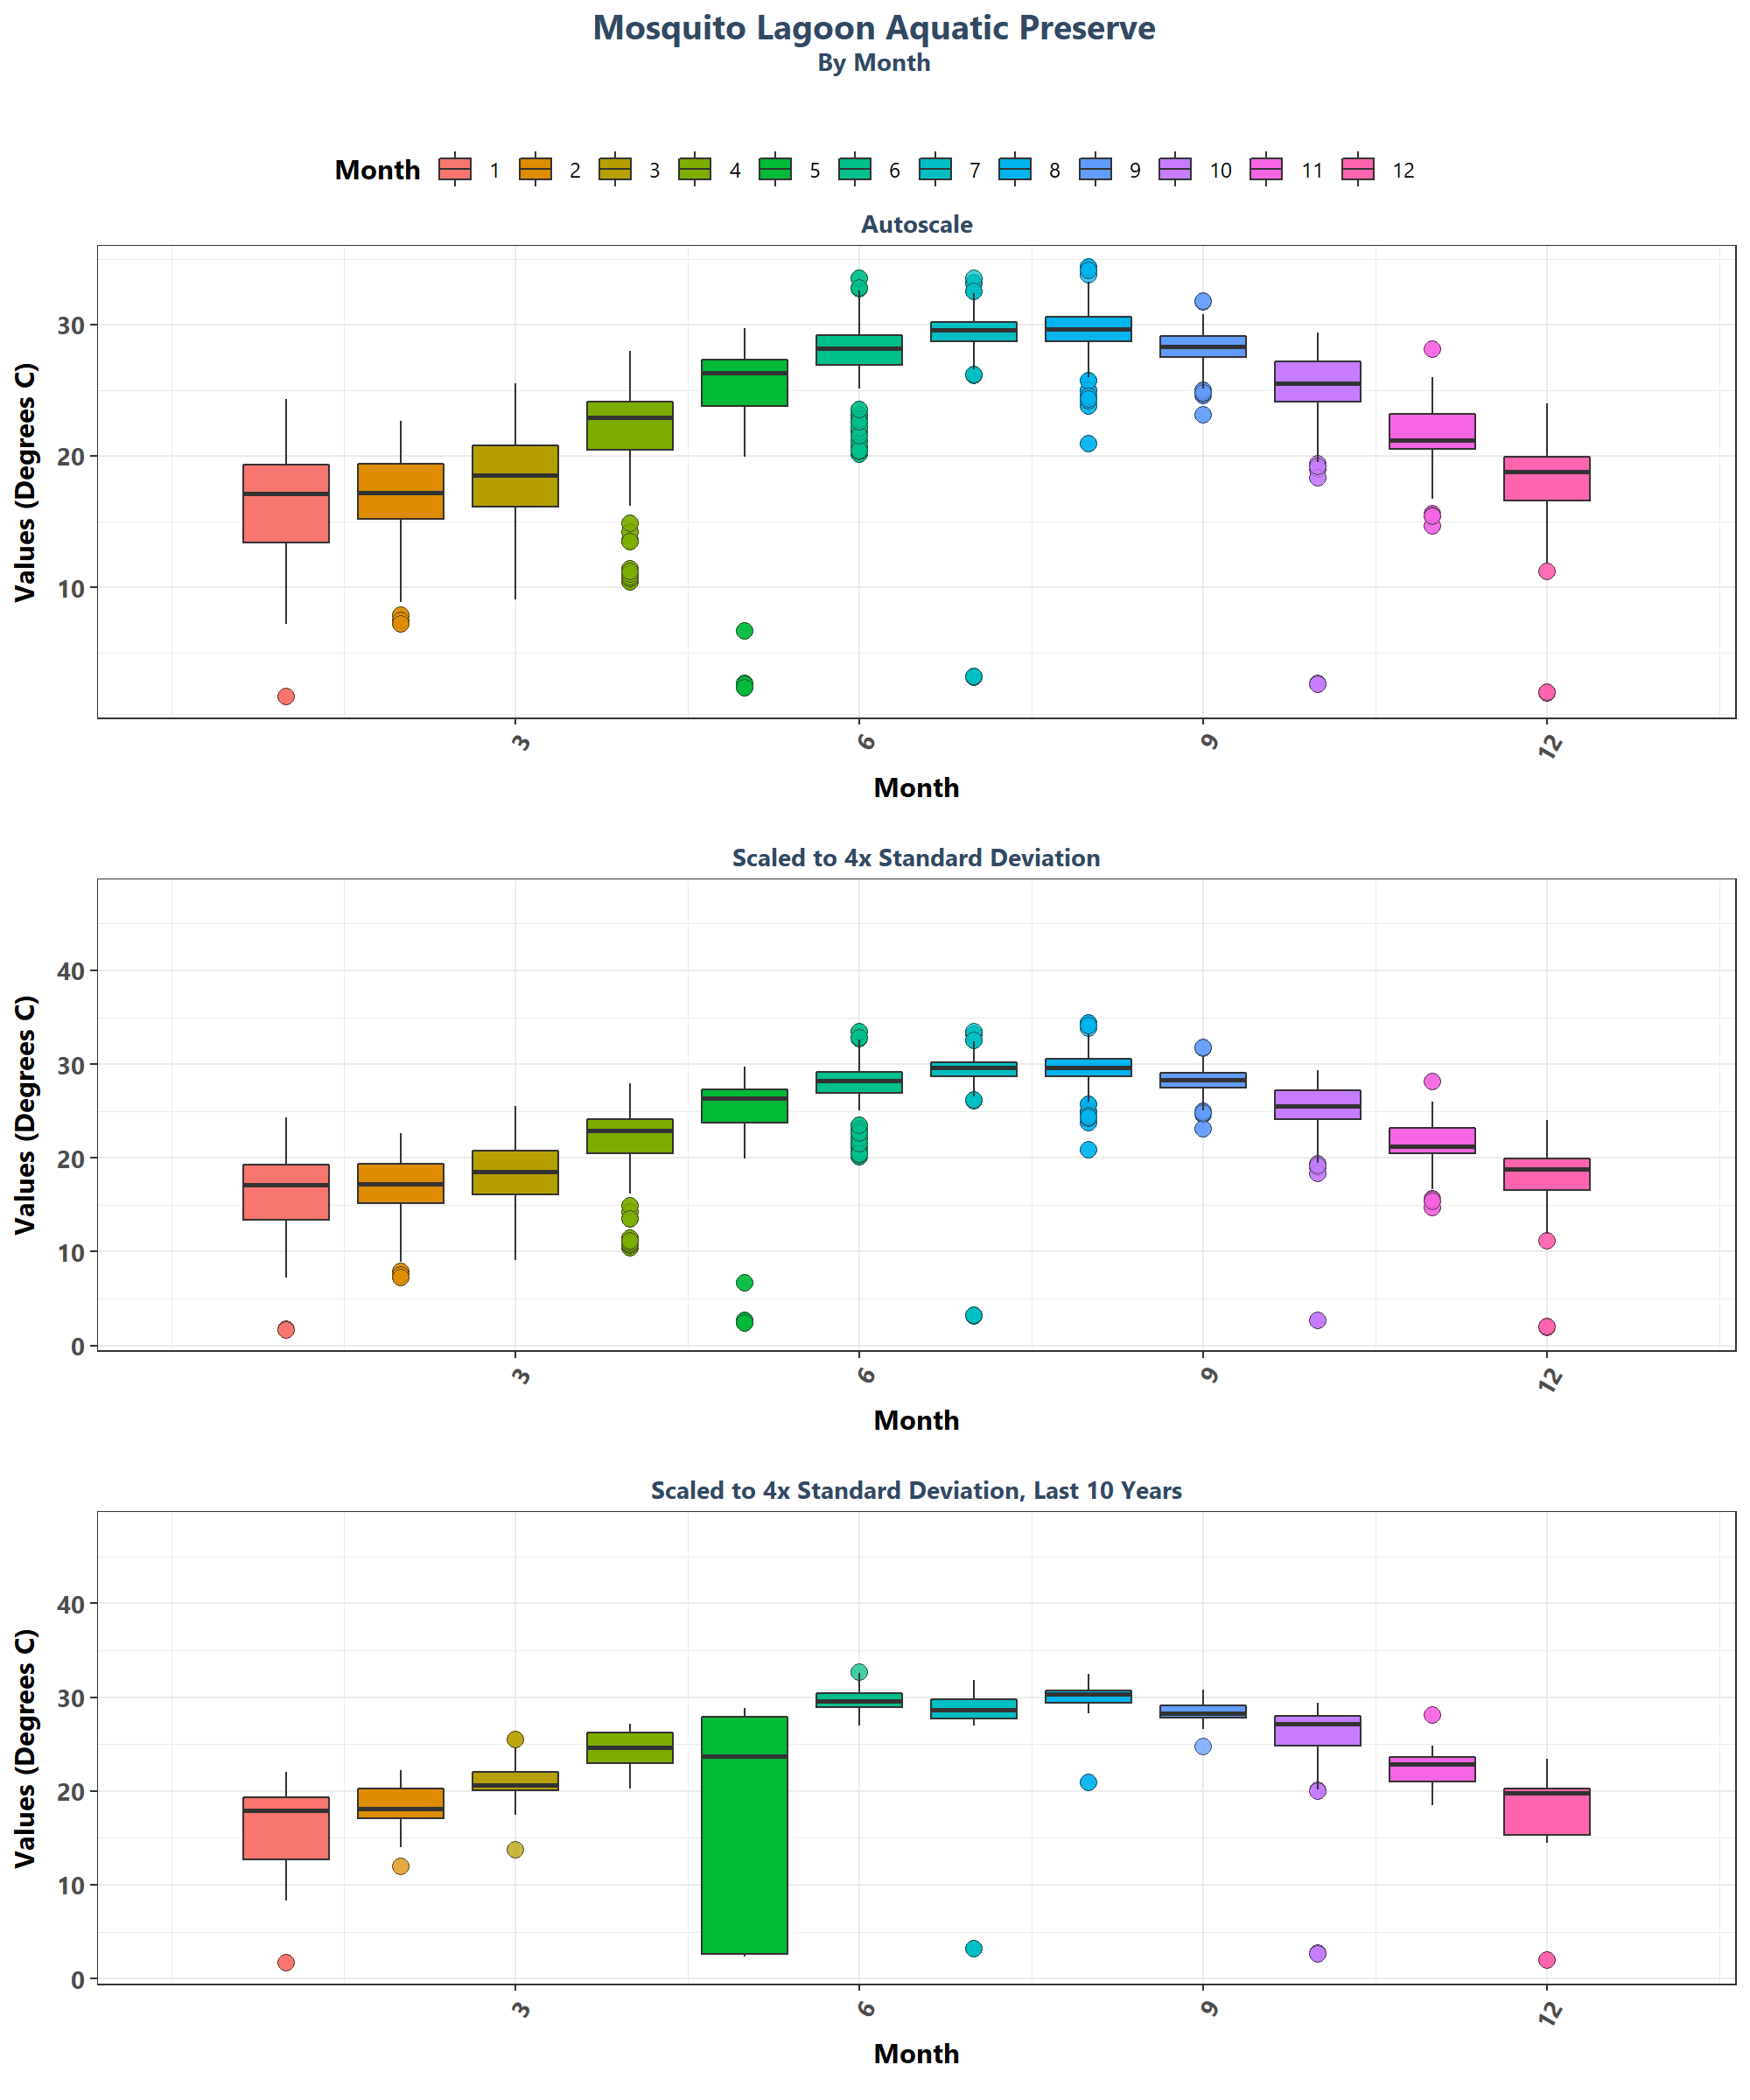 Mosquito Lagoon Aquatic Preserve
By Month
Month 1 2 3 4 5 6 7 8 9 10 11 12
Autoscale
Values (Degrees C)
30
20
10
3 6 9 12
Month
Scaled to 4x Standard Deviation
Values (Degrees C)
40
30
20
10
0
3 6 9 12
Month
Scaled to 4x Standard Deviation, Last 10 Years
Values (Degrees C)
40
30
20
10
0
3 6 9 12
Month